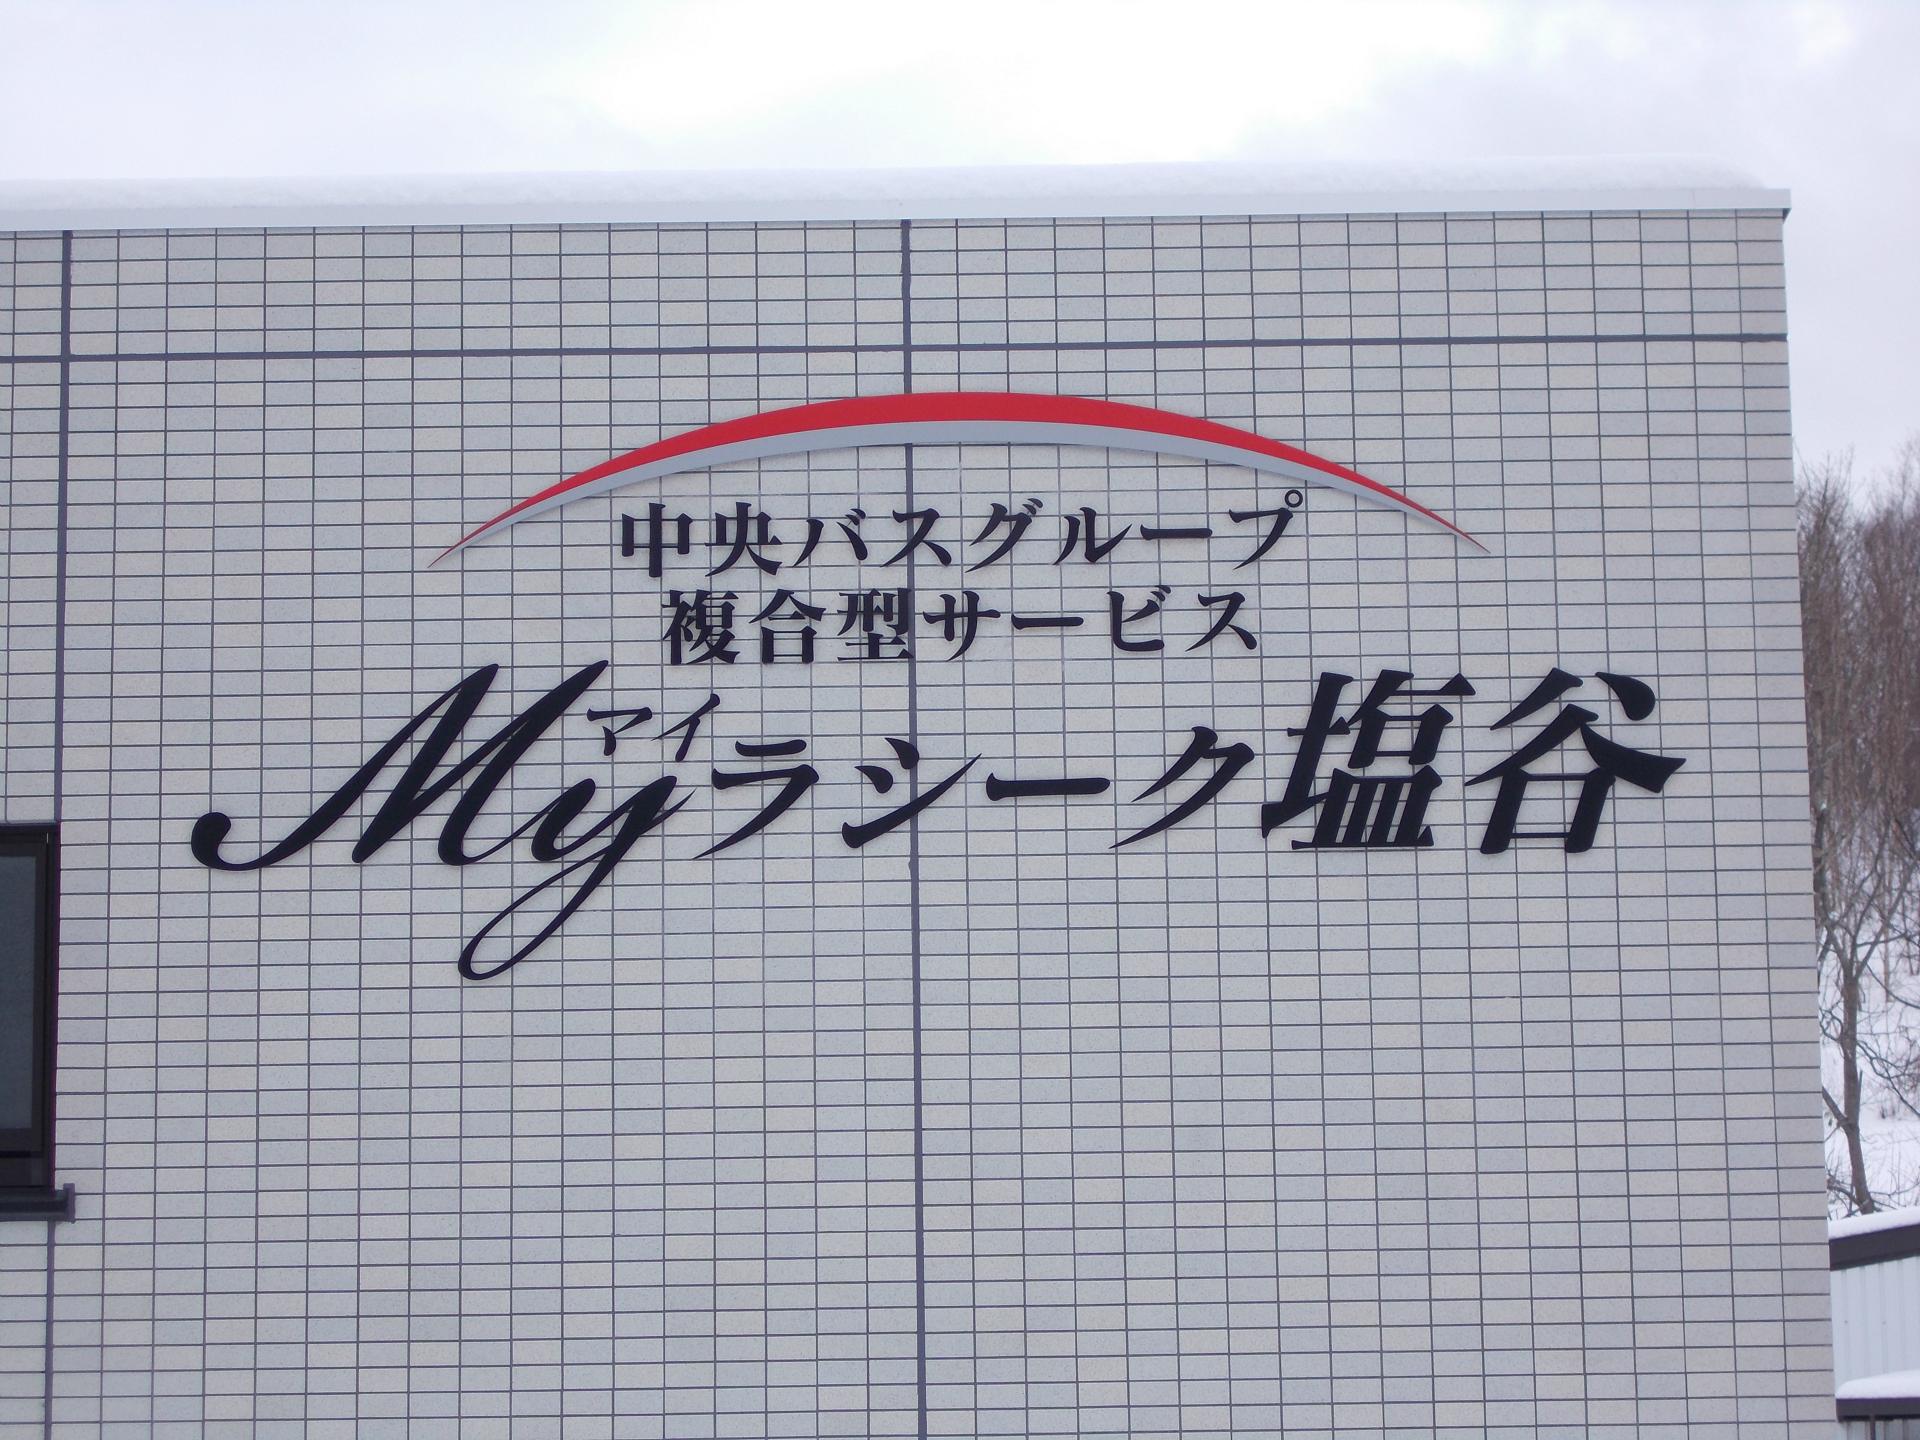 中央バスグループ
複合型サービス
マイ
Myラシーク塩谷